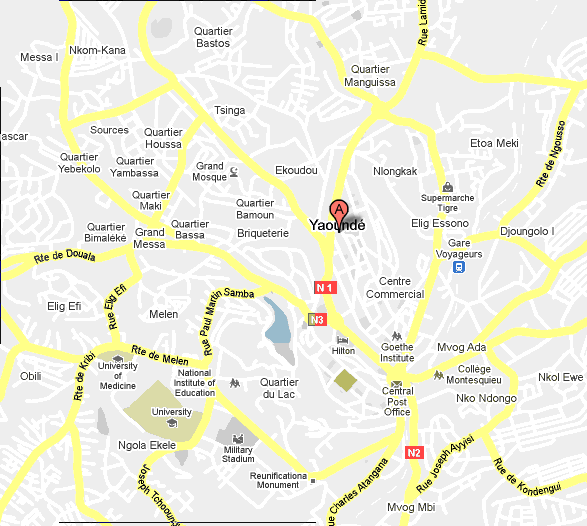 Quartier
Bastos
Rue Lamid
Nkom-Kana
Messa I
Quartier
Manguissa
Tsinga
ascar
Sources
Quartier
Houssa
Etoa Meki
Rte de Ngousso
Quartier
Yebekolo
Quartier
Yambassa
Grand
Mosque
Ekoudou
Nlongkak
Quartier
Maki
Quartier
Bamoun
Supermarche
Tigre
A
Yaoundé
Elig Essono
Quartier
Bimaléké
Grand
Messa
Quartier
Bassa
Briqueterie
Djoungolo I
Gare
Voyageurs
Rte de Douala
N 1
Centre
Commercial
Rue Paul Martin Samba
Rue Elig Efi
Elig Efi
Melen
N3
Goethe
Institute
Mvog Ada
Hilton
Rte de Melen
Rte de Kribi
University
of
Medicine
Obili
National
Institute of
Education
Quartier
du Lac
Collège
Montesquieu
Nkol Ewe
Central
Post
Office
Nko Ndongo
University
Ngola Ekele
Military
Stadium
N2
Rue Joseph Ayyisi
Reunificationa
Monument
Rue de Kondengui
Joseph Tchooun
ue Charles Atangana
Mvog Mbi